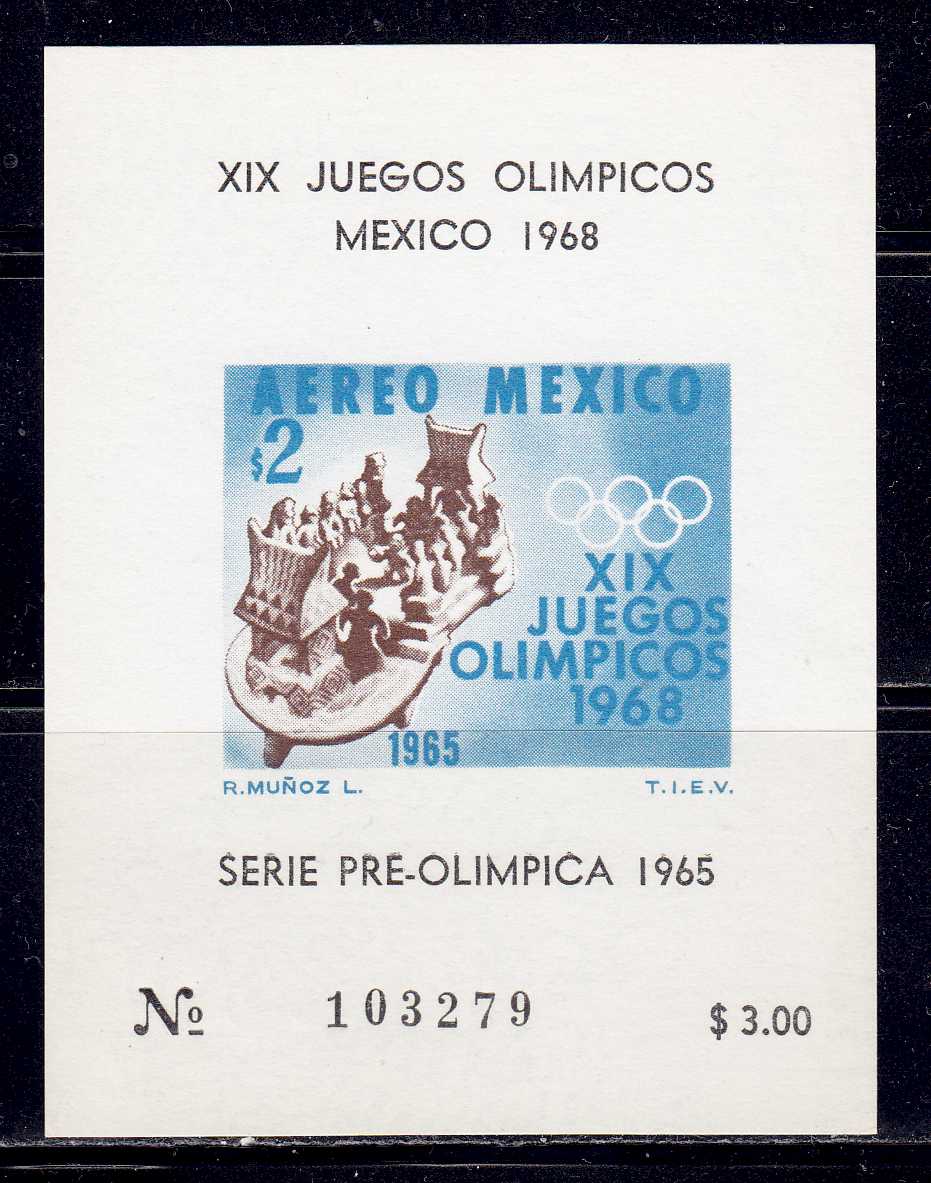 XIX JUEGOS OLIMPICOS
MEXICO 1968
AEREO MEXICO
$2
XIX
JUEGOS
OLIMPICOS
1968
1965
R.MUÑOZ L. T.I.E.V.
SERIE PRE-OLIMPICA 1965
Nº 103279 $ 3.00